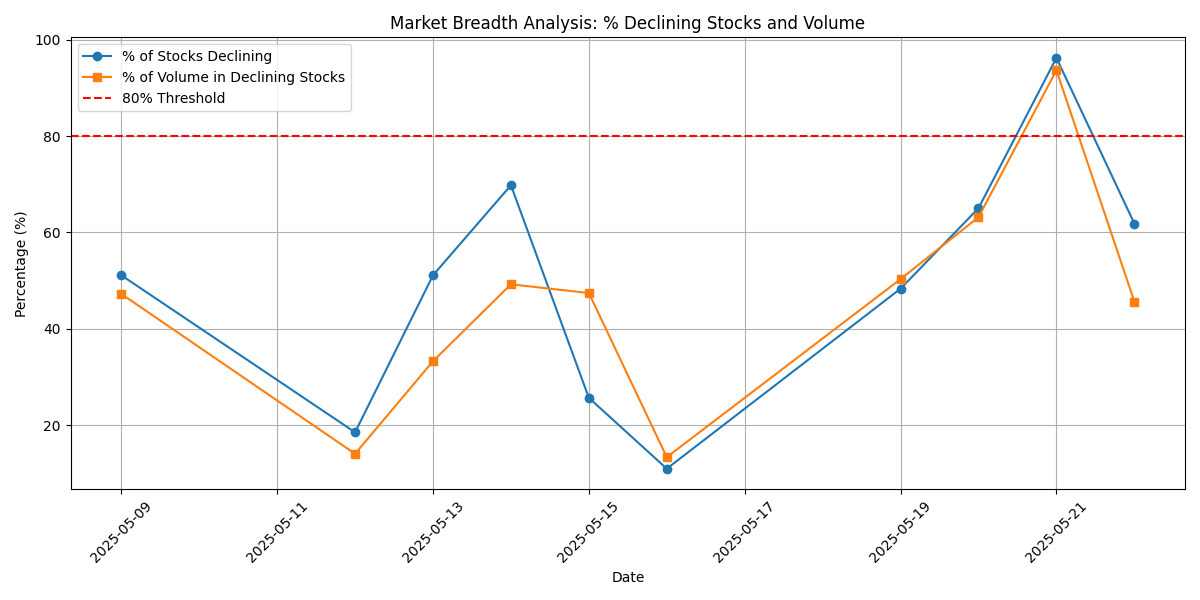 Market Breadth Analysis: % Declining Stocks and Volume
% of Stocks Declining
% of Volume in Declining Stocks
80% Threshold
Percentage (%)
100
80
60
40
20
2025-05-09
2025-05-11
2025-05-13
2025-05-15
2025-05-17
2025-05-19
2025-05-21
Date